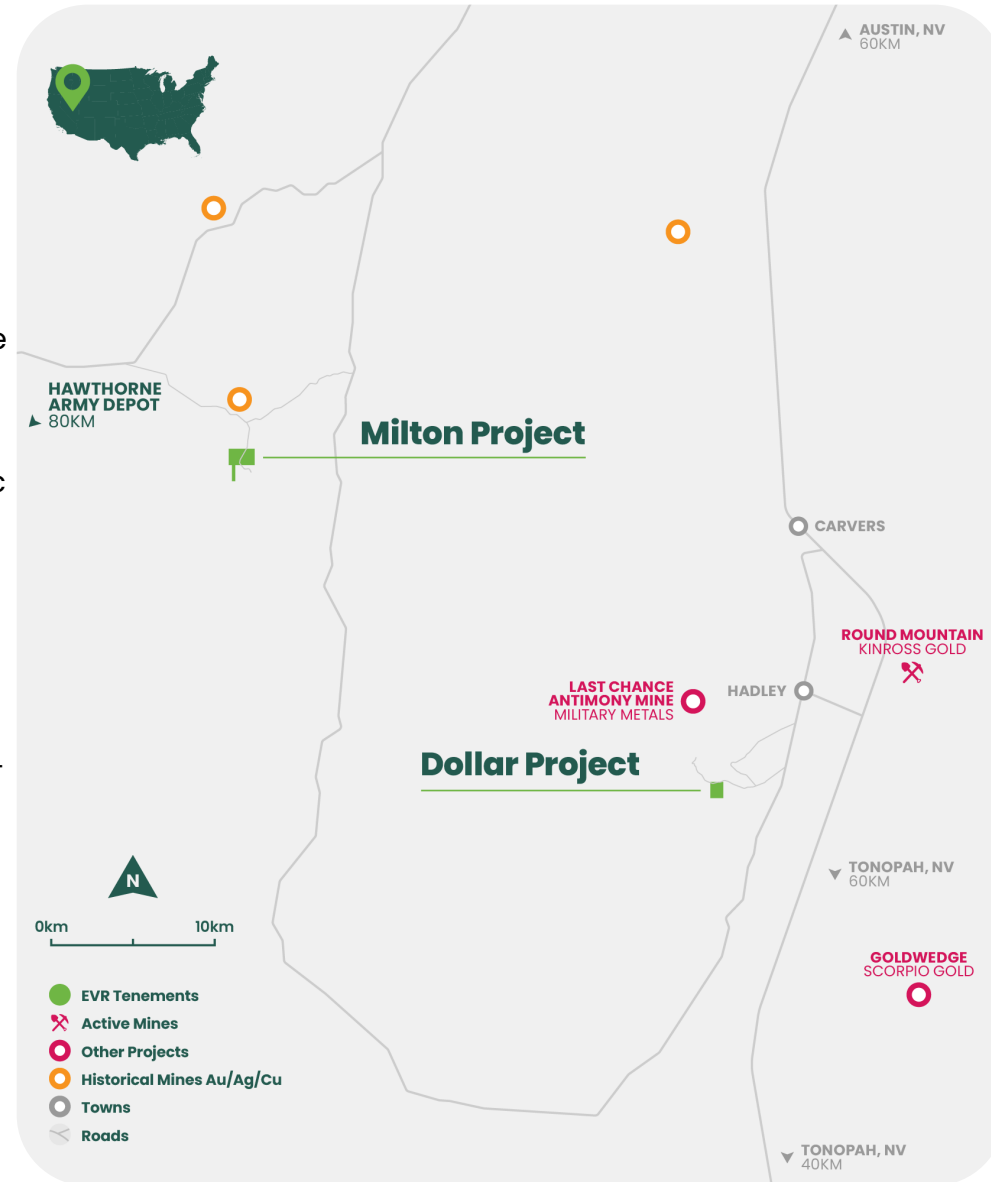 AUSTIN, NV
60KM
e
HAWTHORNE
ARMY DEPOT
80KM
Milton Project
c
CARVERS
ROUND MOUNTAIN
KINROSS GOLD
LAST CHANCE
ANTIMONY MINE
MILITARY METALS
HADLEY
Dollar Project
TONOPAH, NV
60KM
N
0km 10km
GOLDWEDGE
SCORPIO GOLD
EVR Tenements
Active Mines
Other Projects
Historical Mines Au/Ag/Cu
Towns
Roads
TONOPAH, NV
40KM